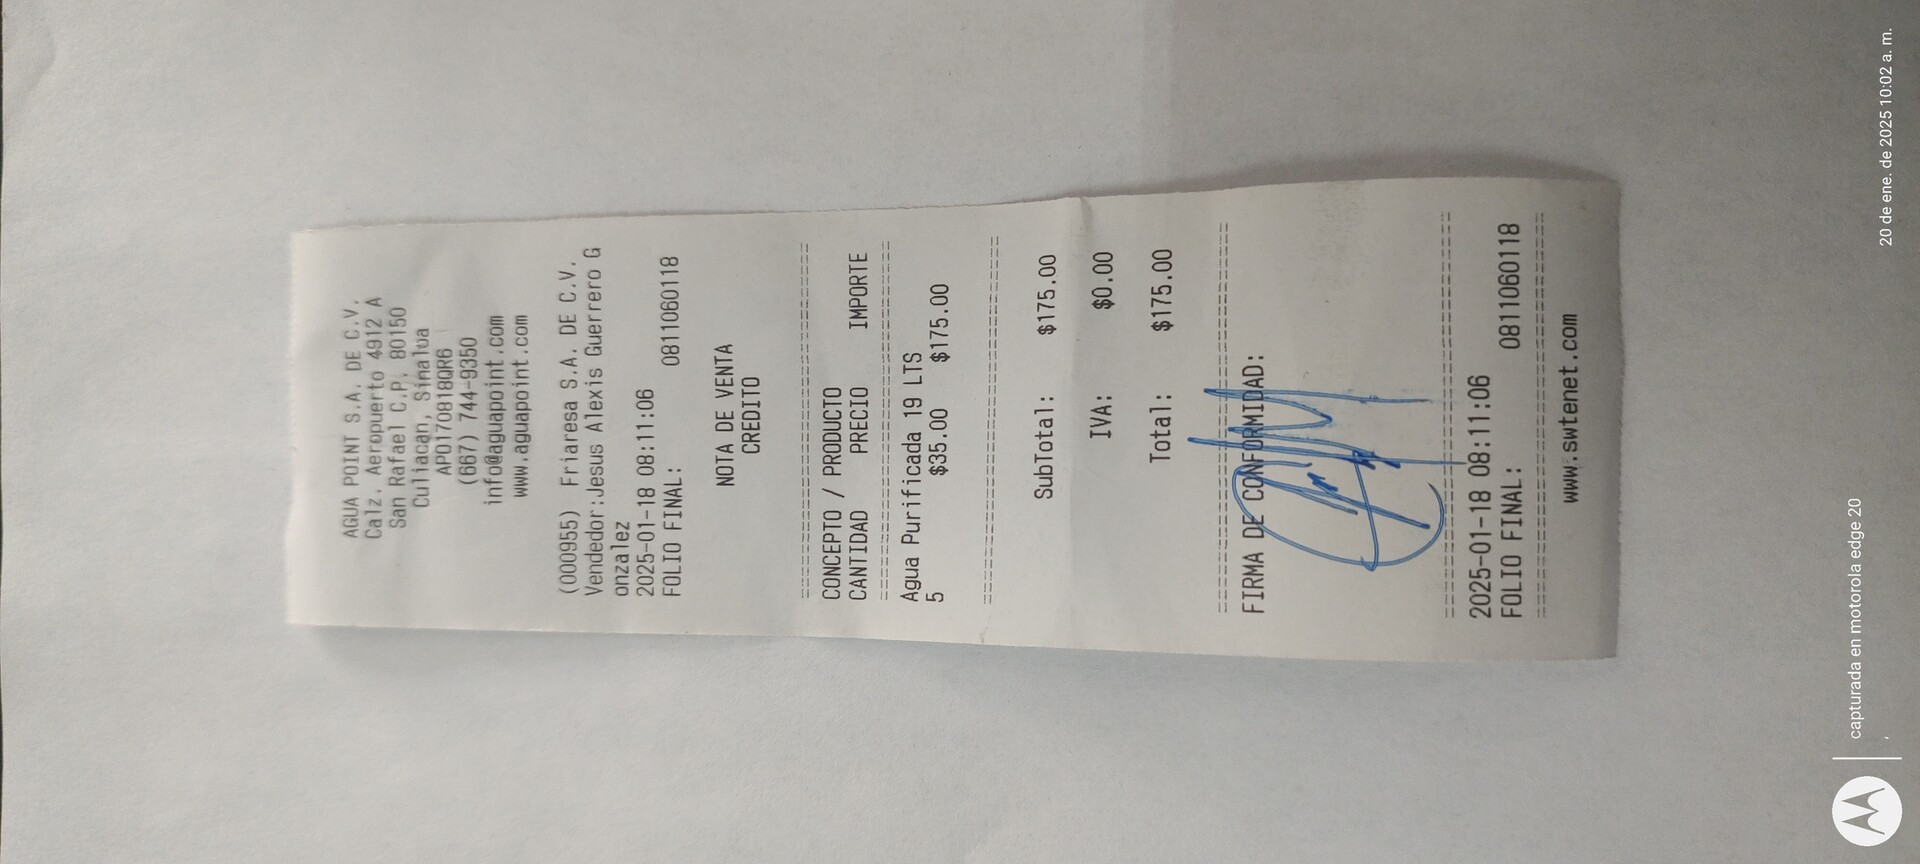 AGUA POINT S.A. DE C.V.
Calz. Aeropuerto 4912 A
San Rafael C.P. 80150
Culiacan, Sinaloa
APO170818QR6
(667) 744-9350
info@aguapoint.com
www.aguapoint.com
(000955) Friaresa S.A. DE C.V.
Vendedor:Jesus Alexis Guerrero G
onzalez
2025-01-18 08:11:06
FOLIO FINAL: 0811060118
NOTA DE VENTA
CREDITO
CONCEPTO / PRODUCTO
CANTIDAD PRECIO IMPORTE
Agua Purificada 19 LTS
5 $35.00 $175.00
SubTotal: $175.00
IVA: $0.00
Total: $175.00
FIRMA DE CONFORMIDAD:
2025-01-18 08:11:06
FOLIO FINAL: 0811060118
www.swtenet.com
capturada en motorola edge 20
,
20 de ene. de 2025 10:02 a. m.